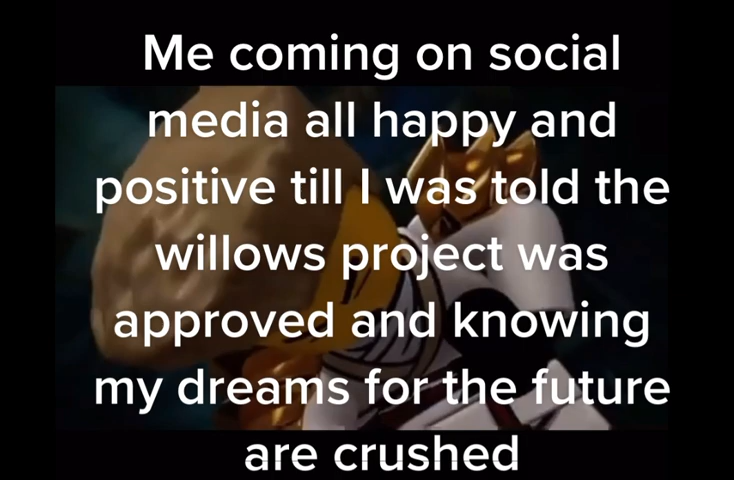 Me coming on social
media all happy and
positive till I was told the
willows project was
approved and knowing
my dreams for the future
are crushed